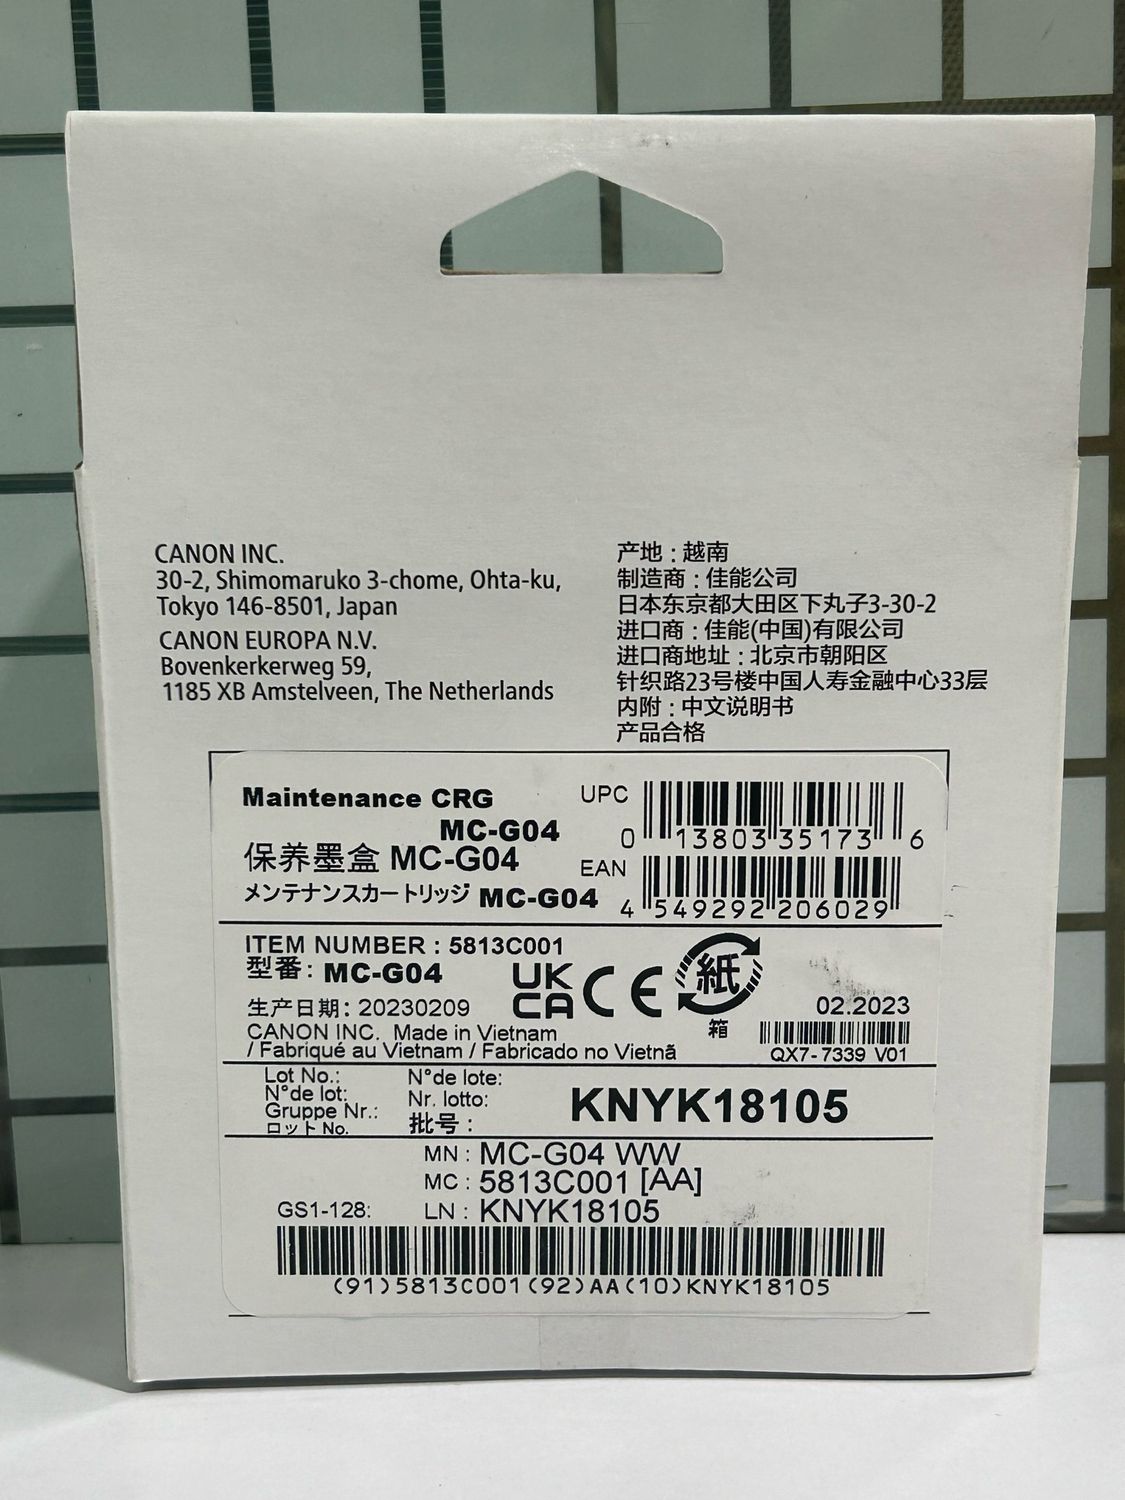 CANON INC.
30-2, Shimomaruko 3-chome, Ohta-ku,
Tokyo 146-8501, Japan
CANON EUROPA N.V.
Bovenkerkerweg 59,
1185 XB Amstelveen, The Netherlands
产地：越南
制造商：佳能公司
日本东京都大田区下丸子3-30-2
进口商：佳能(中国)有限公司
进口商地址：北京市朝阳区
针织路23号楼中国人寿金融中心33层
内附：中文说明书
产品合格
Maintenance CRG
MC-G04
保养墨盒 MC-G04
メンテナンスカートリッジ MC-G04
UPC
0 13803 35173 6
EAN
4 549292 206029
ITEM NUMBER : 5813C001
型番: MC-G04
生产日期: 20230209
CANON INC. Made in Vietnam
/ Fabriqué au Vietnam / Fabricado no Vietnã
UK
CA
CE
紙
箱
02.2023
QX7-7339 V01
Lot No.:
N°de lot:
Gruppe Nr.:
ロット No.
N°de lote:
Nr. lotto:
批号 :
KNYK18105
MN : MC-G04 WW
MC : 5813C001 [AA]
GS1-128: LN : KNYK18105
(91)5813C001(92)AA(10)KNYK18105